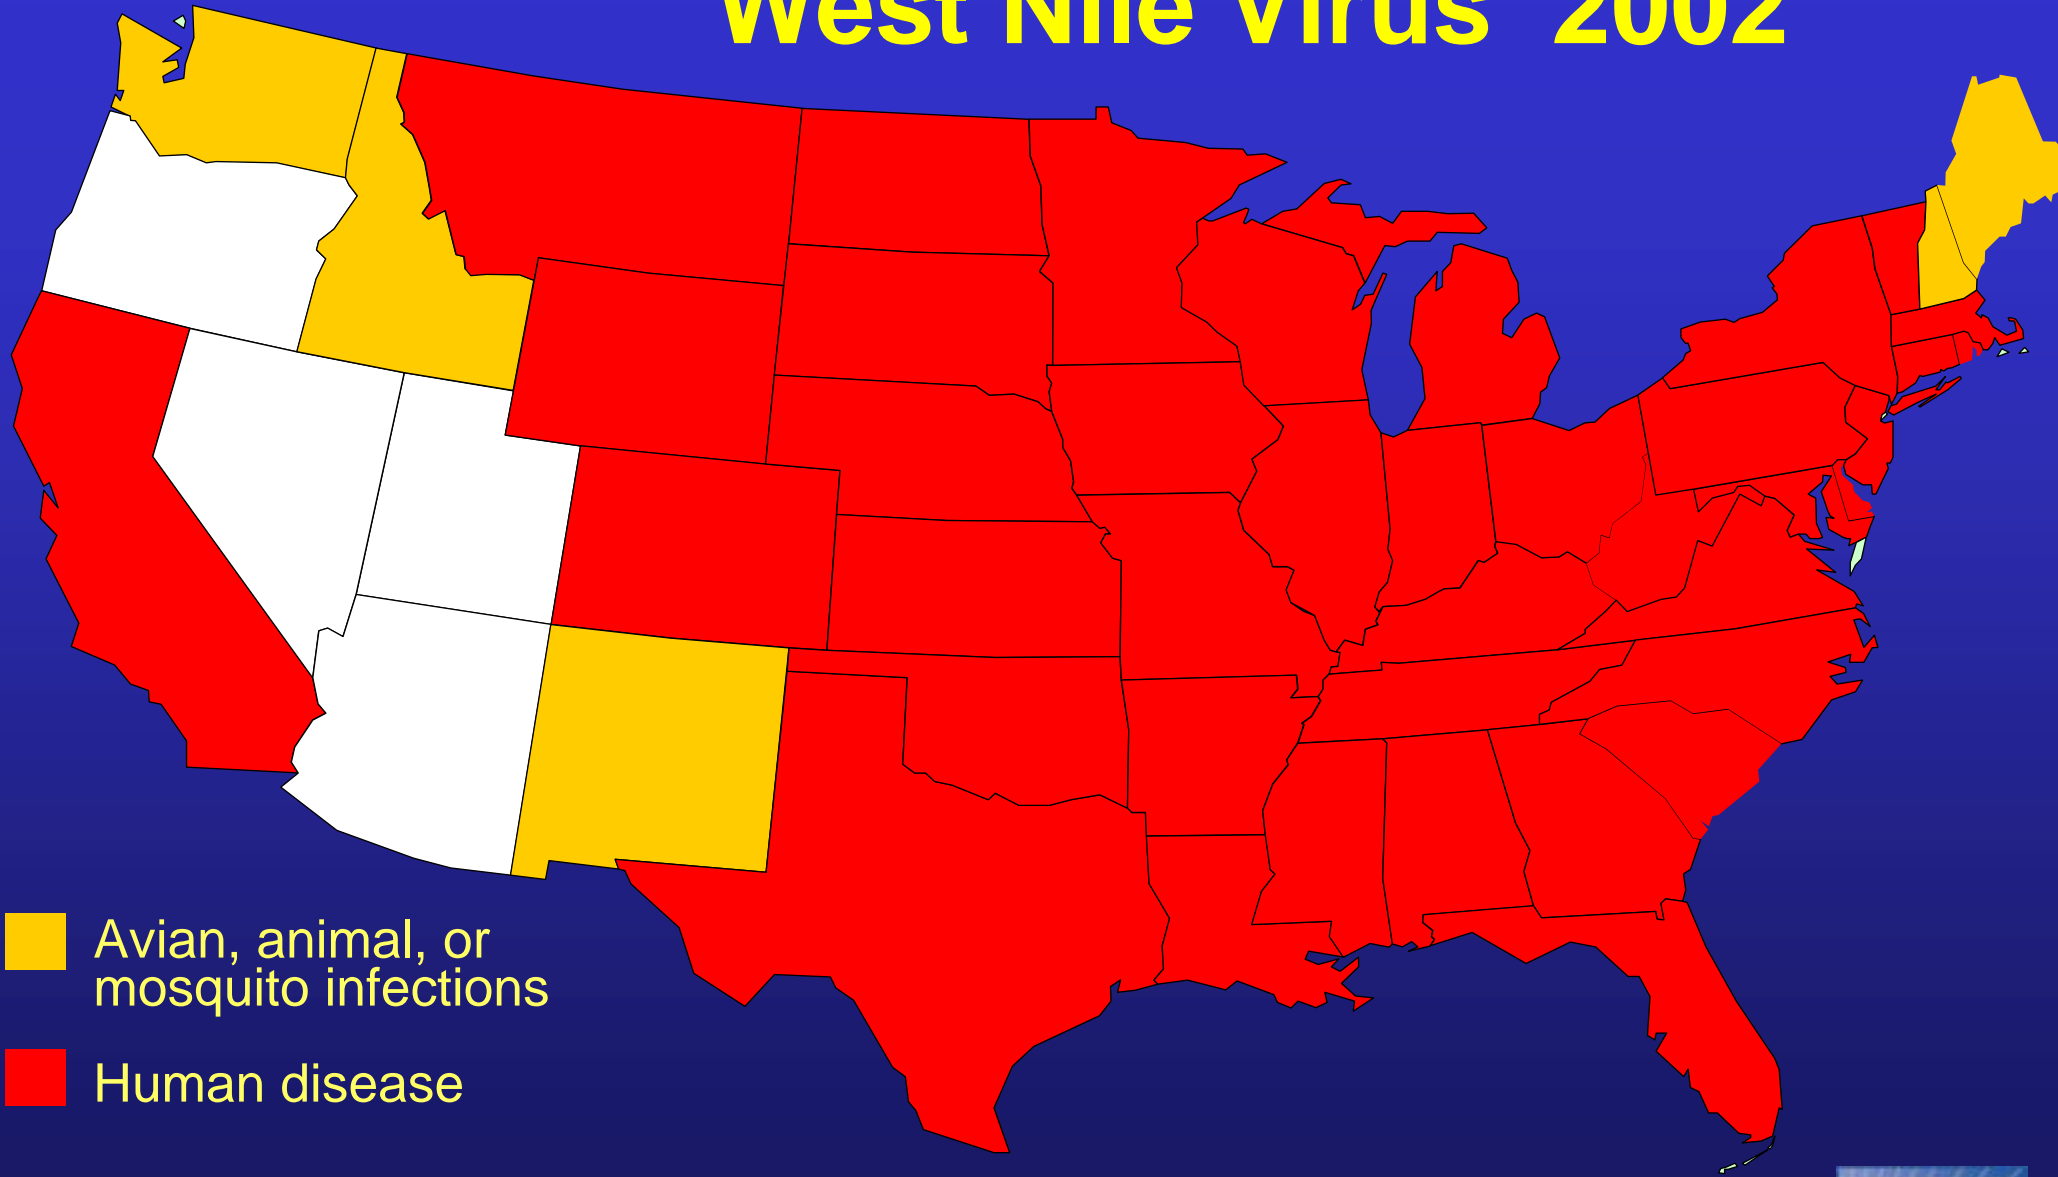 West Nile Virus 2002
Avian, animal, or
mosquito infections
Human disease